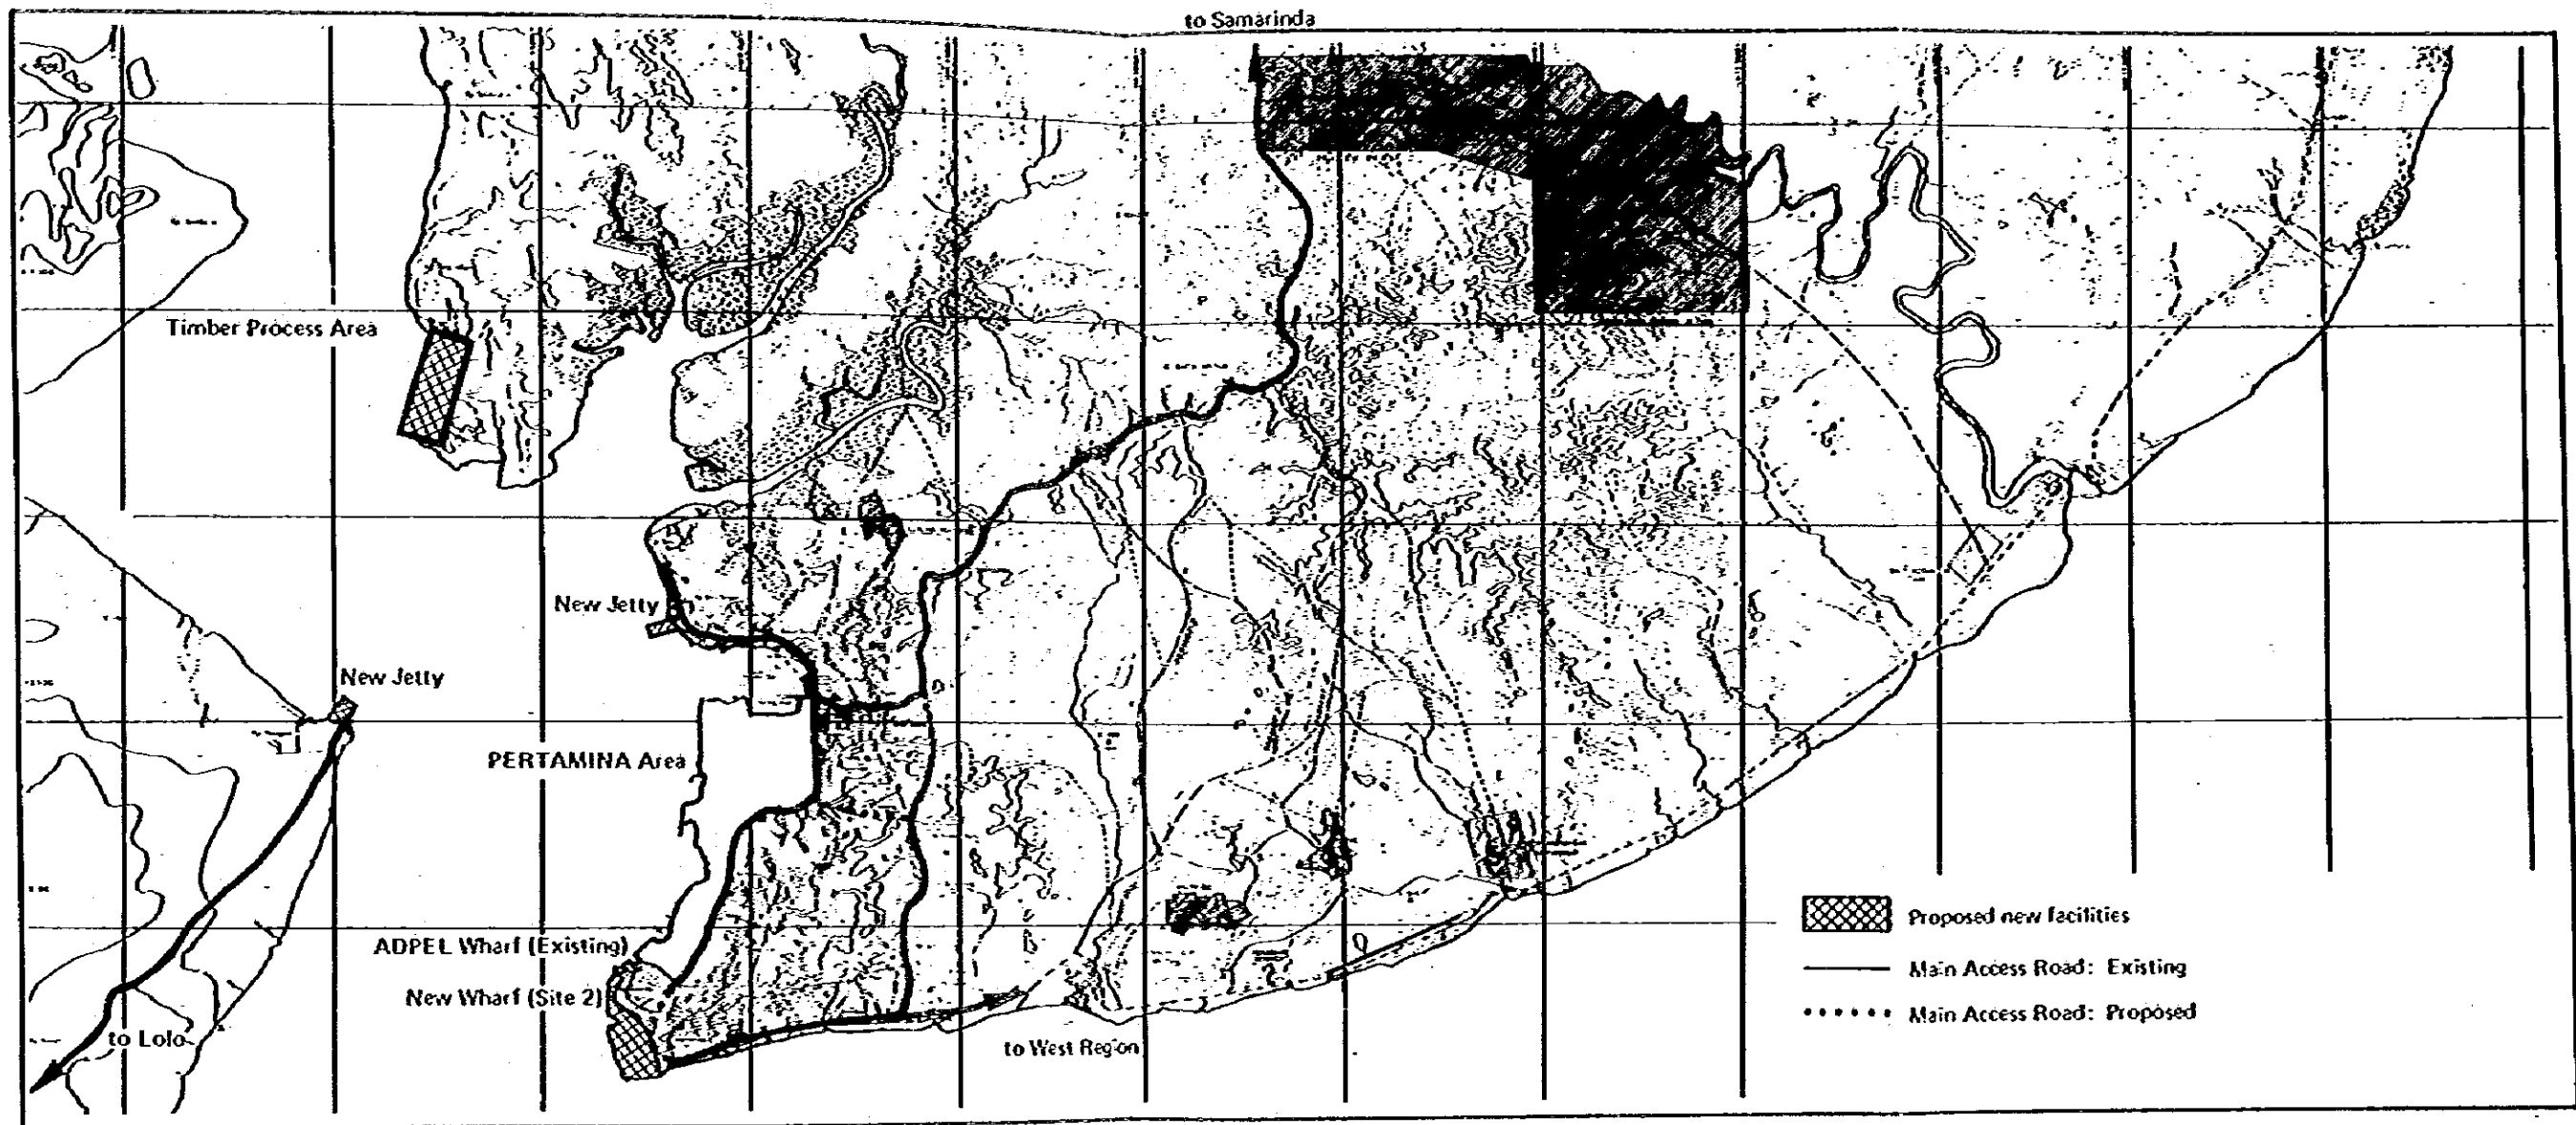 to Samarinda
Timber Process Area
New Jetty
New Jetty
PERTAMINA Area
ADPEL Wharf (Existing)
New Wharf (Site 2)
to Lolo
to West Region
Proposed new facilities
Main Access Road: Existing
Main Access Road: Proposed